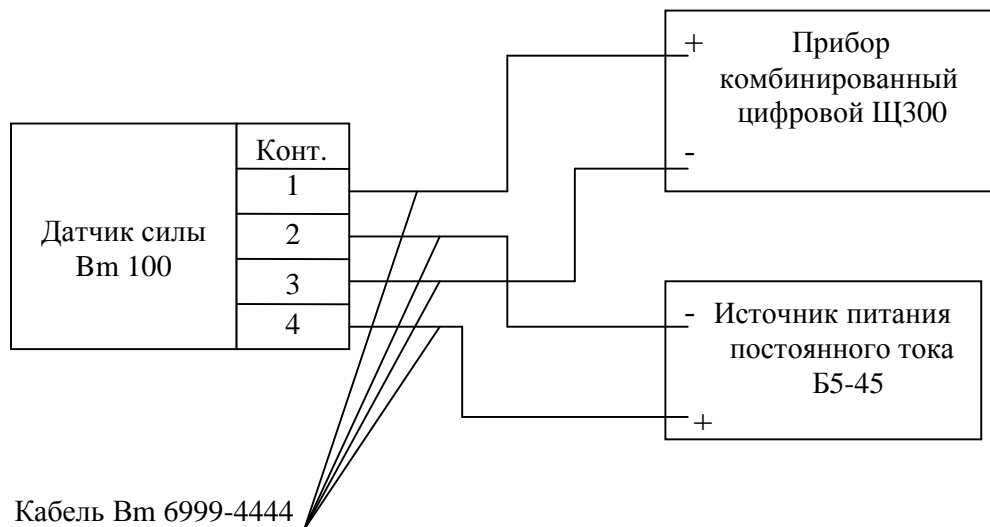 +
Прибор
комбинированный
цифровой Щ300
-
Конт.
1
2
3
4
Датчик силы
Bm 100
-
Источник питания
постоянного тока
Б5-45
+
Кабель Bm 6999-4444